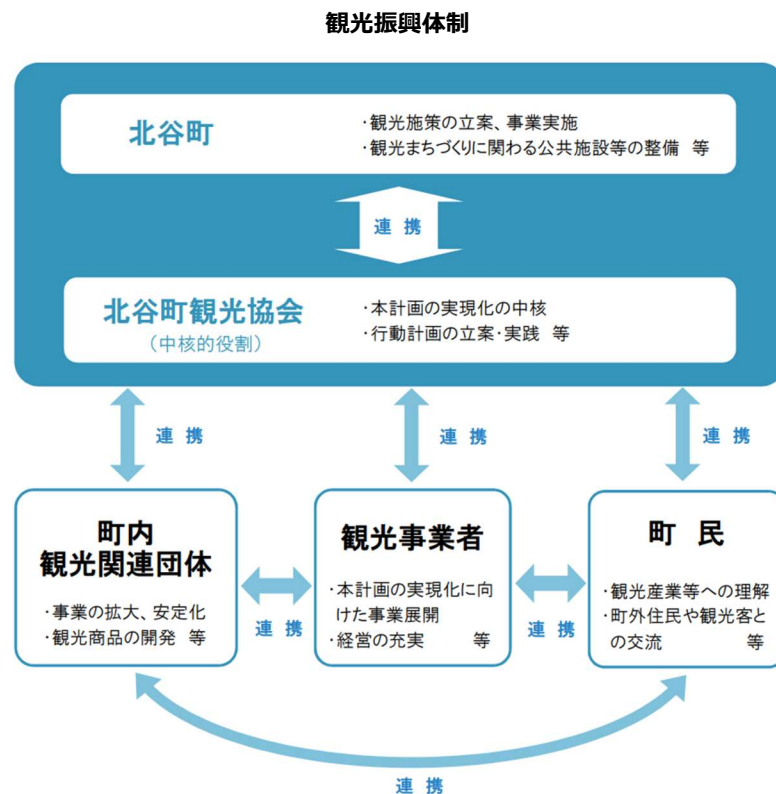 観光振興体制
北谷町
・観光施策の立案、事業実施
・観光まちづくりに関わる公共施設等の整備 等
連携
北谷町観光協会
（中核的役割）
・本計画の実現化の中核
・行動計画の立案・実践 等
連携
連携
連携
町内
観光関連団体
・事業の拡大、安定化
・観光商品の開発 等
連携
観光事業者
・本計画の実現化に向
けた事業展開
・経営の充実 等
連携
町民
・観光産業等への理解
・町外住民や観光客と
の交流 等
連携